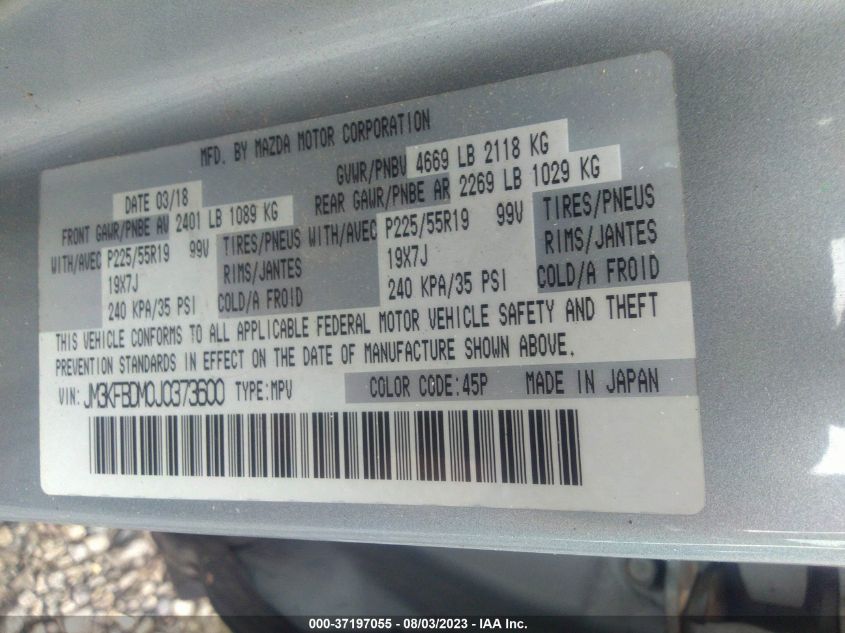 MFD. BY MAZDA MOTOR CORPORATION
DATE 03/18 GVWR/PNBV 4669 LB 2118 KG
FRONT GAWR/PNBE AV 2401 LB 1089 KG REAR GAWR/PNBE AR 2269 LB 1029 KG
WITH/AVEC P225/55R19 99V TIRES/PNEUS WITH/AVEC P225/55R19 99V TIRES/PNEUS
19X7J RIMS/JANTES 19X7J RIMS/JANTES
240 KPA/35 PSI COLD/A FROID 240 KPA/35 PSI COLD/A FROID
THIS VEHICLE CONFORMS TO ALL APPLICABLE FEDERAL MOTOR VEHICLE SAFETY AND THEFT
PREVENTION STANDARDS IN EFFECT ON THE DATE OF MANUFACTURE SHOWN ABOVE.
VIN: JM3KFBDM0J0373600 TYPE:MPV COLOR CODE:45P MADE IN JAPAN
000-37197055 - 08/03/2023 - © IAA Inc.